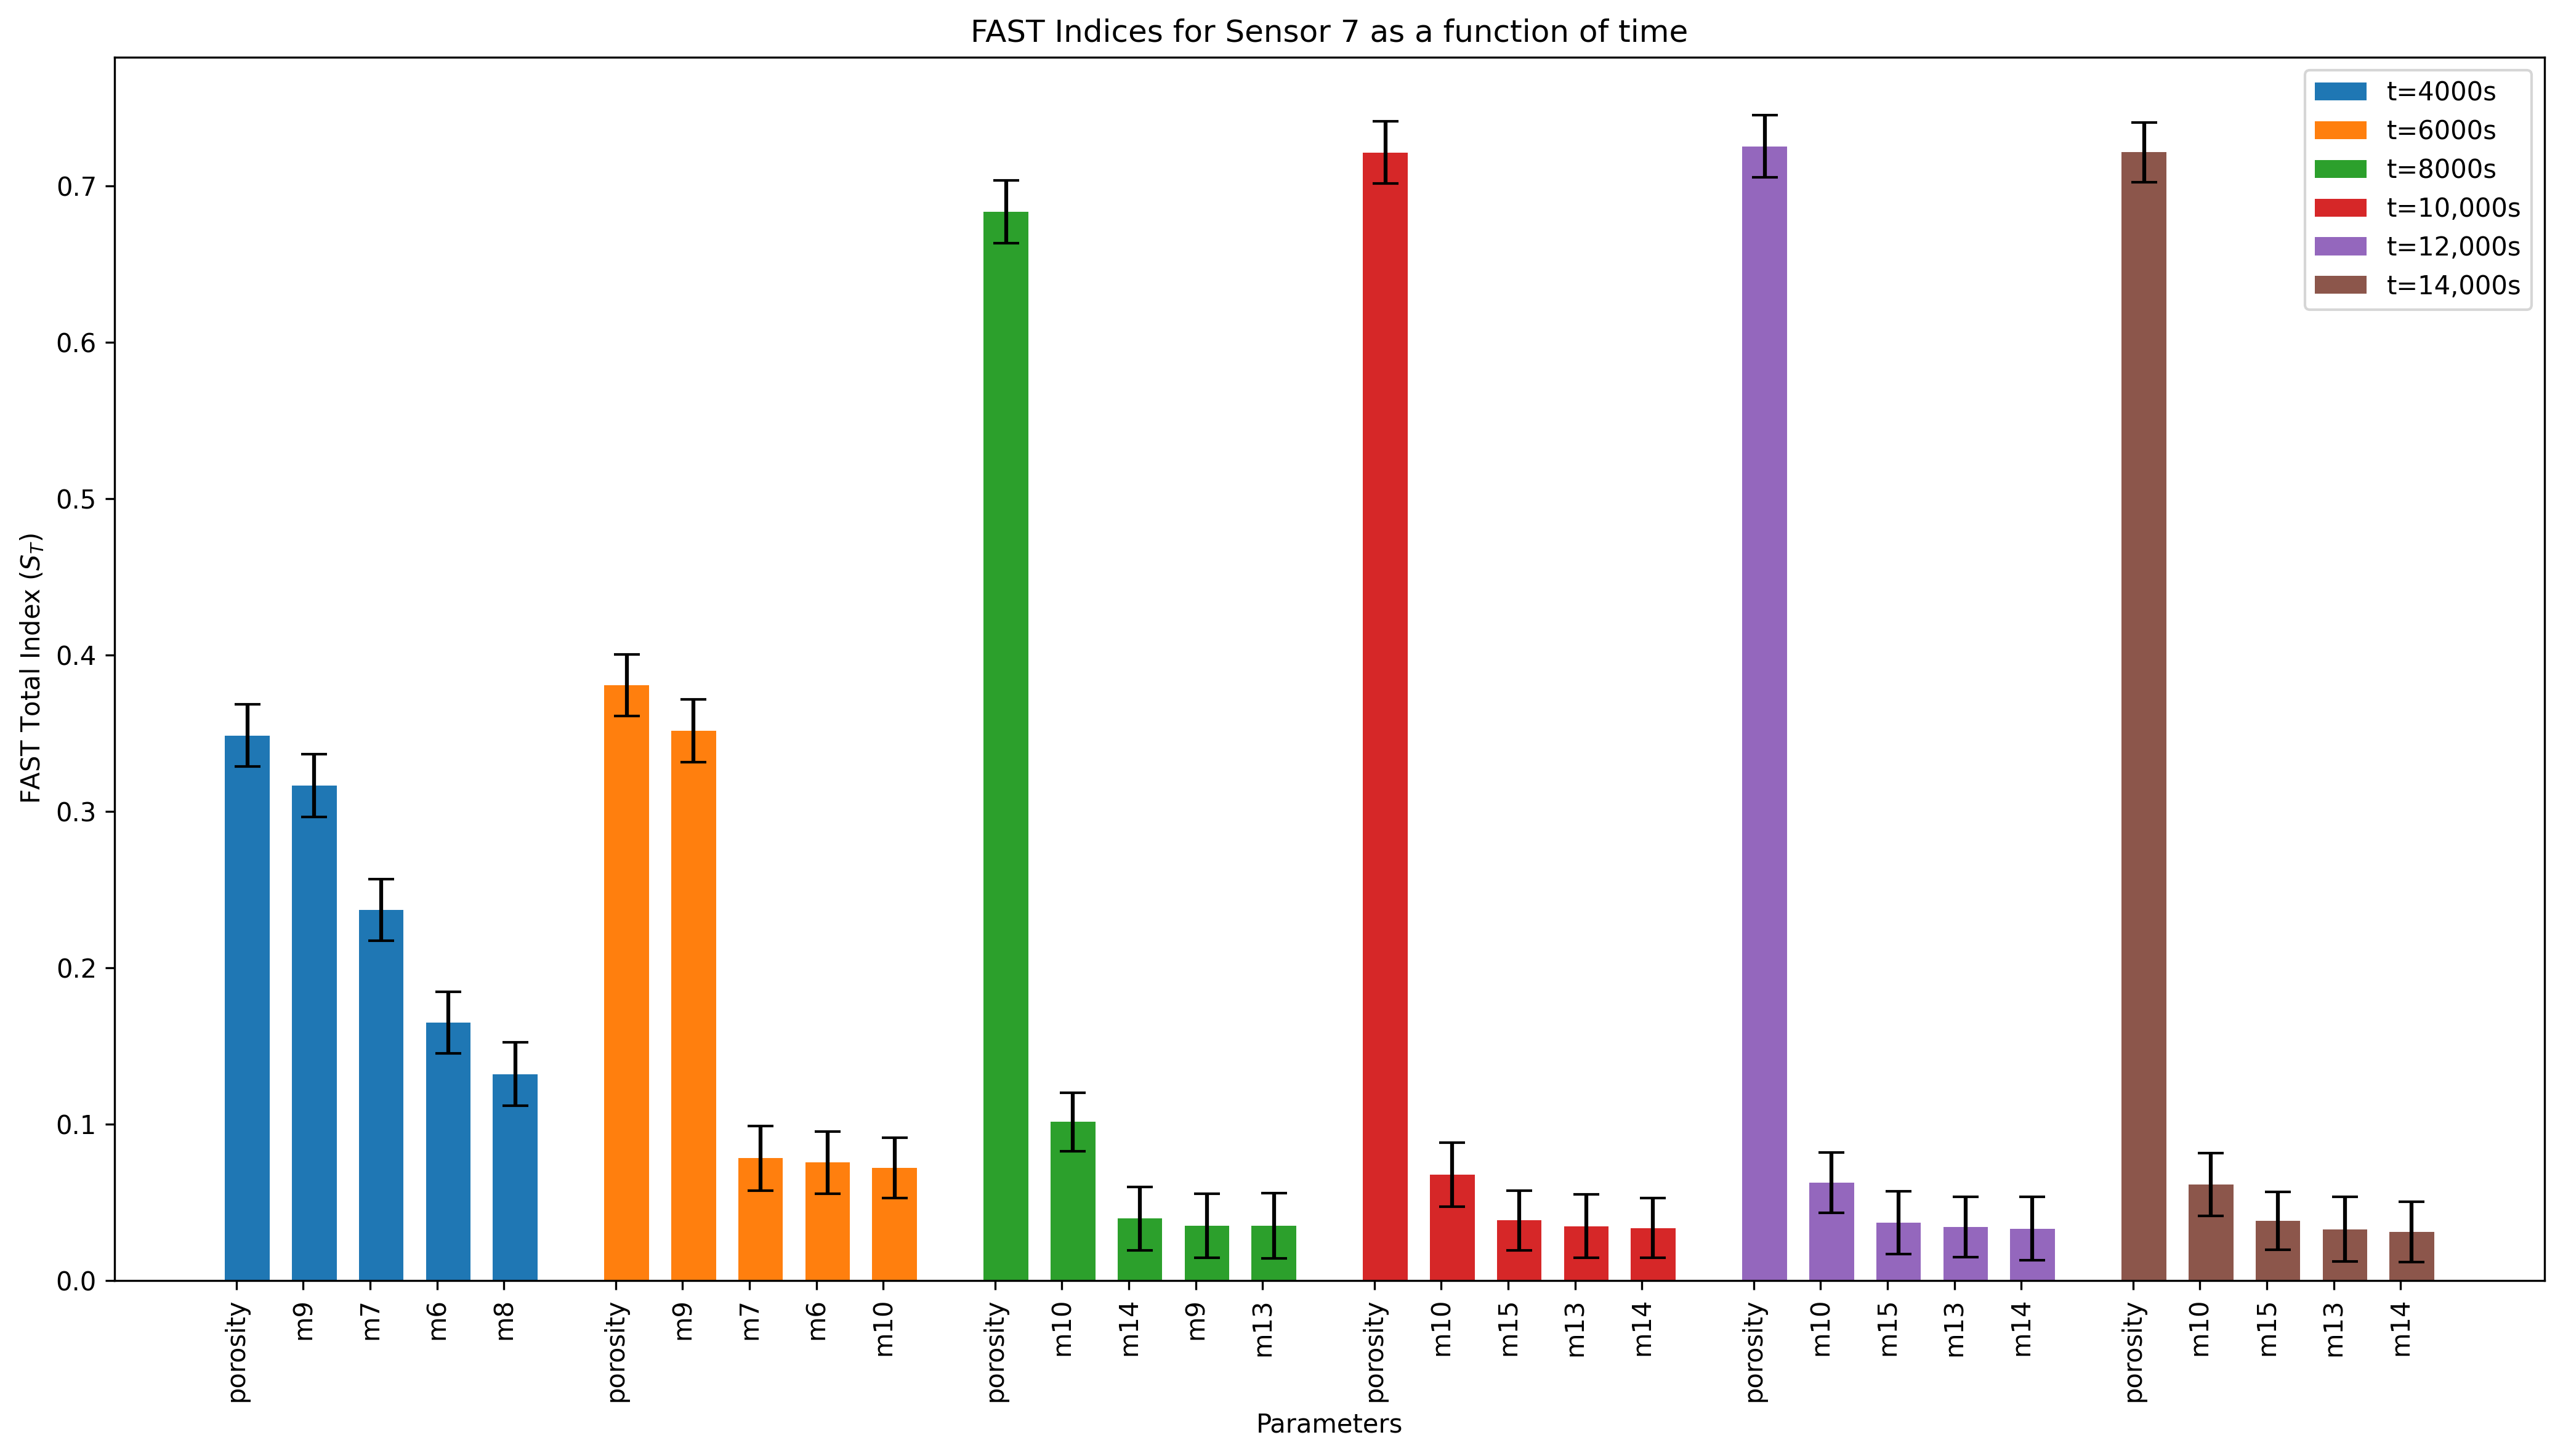 FAST Indices for Sensor 7 as a function of time
t=4000s
t=6000s
t=8000s
t=10,000s
t=12,000s
t=14,000s
FAST Total Index (S_T)
0.7
0.6
0.5
0.4
0.3
0.2
0.1
0.0
porosity m9 m7 m6 m8 porosity m9 m7 m6 m10 porosity m10 m14 m9 m13 porosity m10 m15 m13 m14 porosity m10 m15 m13 m14 porosity m10 m15 m13 m14
Parameters